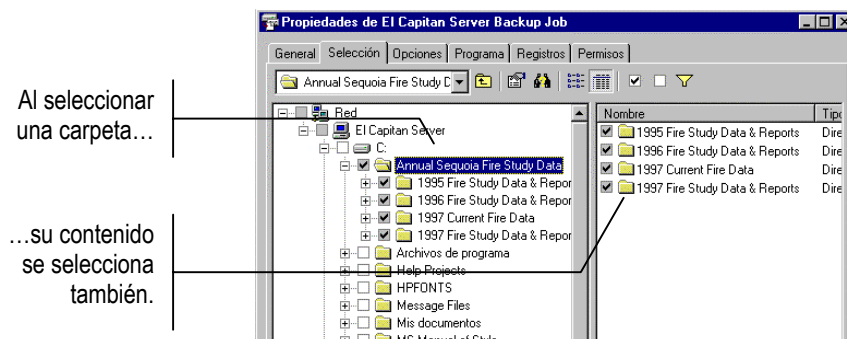 Propiedades de El Capitan Server Backup Job
General Selección Opciones Programa Registros Permisos
Annual Sequoia Fire Study D
Al seleccionar
una carpeta…
…su contenido
se selecciona
también.
Red
El Capitan Server
C:
Annual Sequoia Fire Study Data
1995 Fire Study Data & Repor
1996 Fire Study Data & Repor
1997 Current Fire Data
1997 Fire Study Data & Repor
Archivos de programa
Help Projects
HPFONTS
Message Files
Mis documentos
MS Manual of Style
Nombre Tipo
1995 Fire Study Data & Reports Dire
1996 Fire Study Data & Reports Dire
1997 Current Fire Data Dire
1997 Fire Study Data & Reports Dire